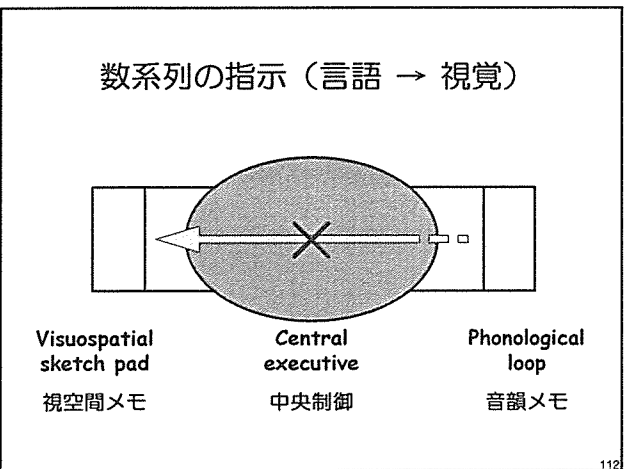 数系列の指示（言語 → 視覚）
Visuospatial
sketch pad
視空間メモ
Central
executive
中央制御
Phonological
loop
音韻メモ
112